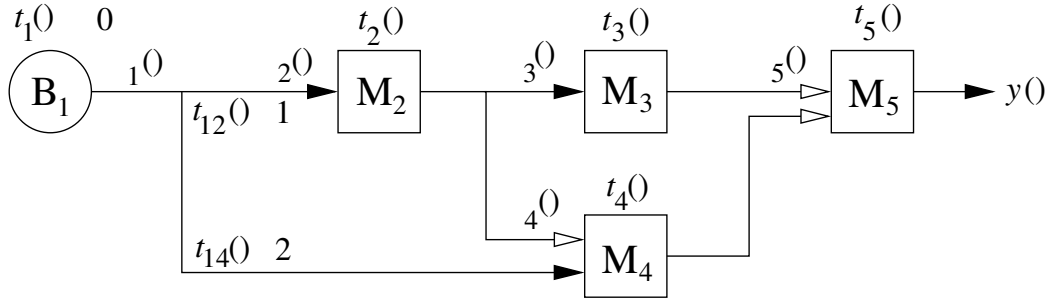 t1() 0
t2()
t3()
t5()
1()
2()
3()
5()
B1
M2
M3
M5
y()
t12() 1
t4()
4()
t14() 2
M4